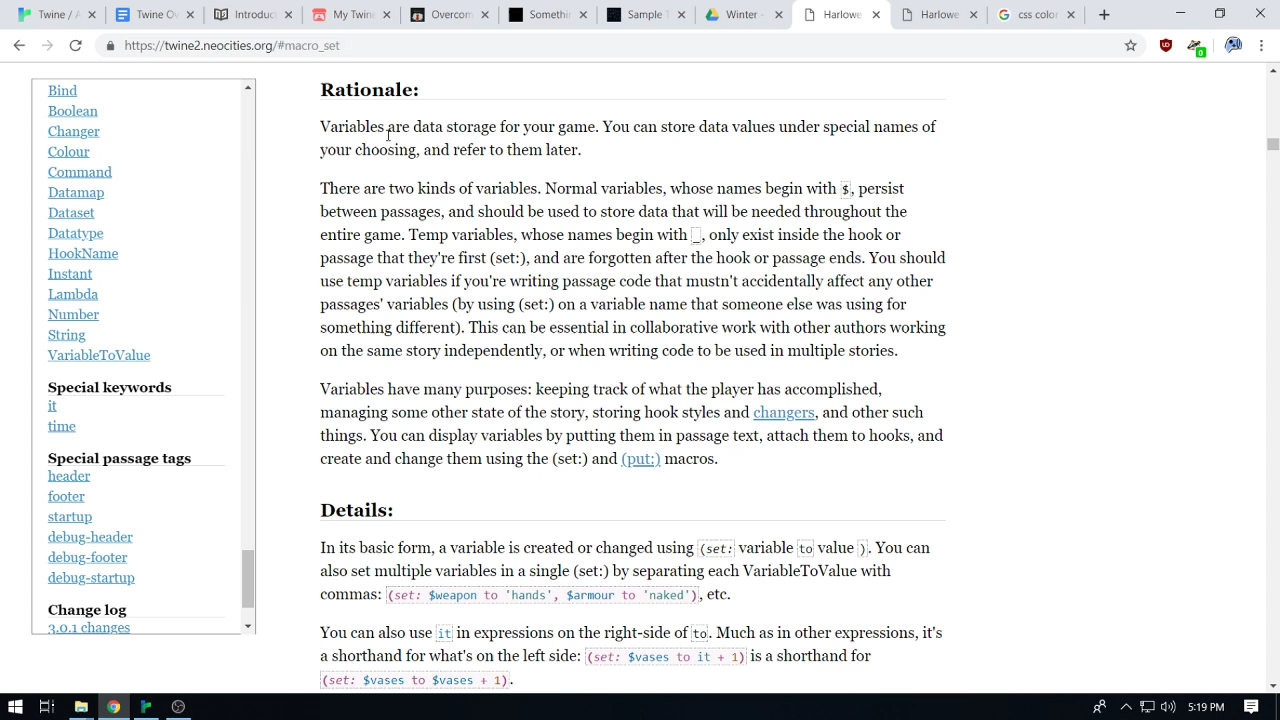 Twine / A
Twine Ov
Introduc
My Twine
Overcom
Somethin
Sample T
Winter -
Harlowe
Harlowe
css color
https://twine2.neocities.org/#macro_set
0
Bind
Boolean
Changer
Colour
Command
Datamap
Dataset
Datatype
HookName
Instant
Lambda
Number
String
VariableToValue
Special keywords
it
time
Special passage tags
header
footer
startup
debug-header
debug-footer
debug-startup
Change log
3.0.1 changes
Rationale:
Variables are data storage for your game. You can store data values under special names of
your choosing, and refer to them later.
There are two kinds of variables. Normal variables, whose names begin with $, persist
between passages, and should be used to store data that will be needed throughout the
entire game. Temp variables, whose names begin with _, only exist inside the hook or
passage that they're first (set:), and are forgotten after the hook or passage ends. You should
use temp variables if you're writing passage code that mustn't accidentally affect any other
passages' variables (by using (set:) on a variable name that someone else was using for
something different). This can be essential in collaborative work with other authors working
on the same story independently, or when writing code to be used in multiple stories.
Variables have many purposes: keeping track of what the player has accomplished,
managing some other state of the story, storing hook styles and changers, and other such
things. You can display variables by putting them in passage text, attach them to hooks, and
create and change them using the (set:) and (put:) macros.
Details:
In its basic form, a variable is created or changed using (set: variable to value ). You can
also set multiple variables in a single (set:) by separating each VariableToValue with
commas: (set: $weapon to 'hands', $armour to 'naked'), etc.
You can also use it in expressions on the right-side of to. Much as in other expressions, it's
a shorthand for what's on the left side: (set: $vases to it + 1) is a shorthand for
(set: $vases to $vases + 1).
5:19 PM